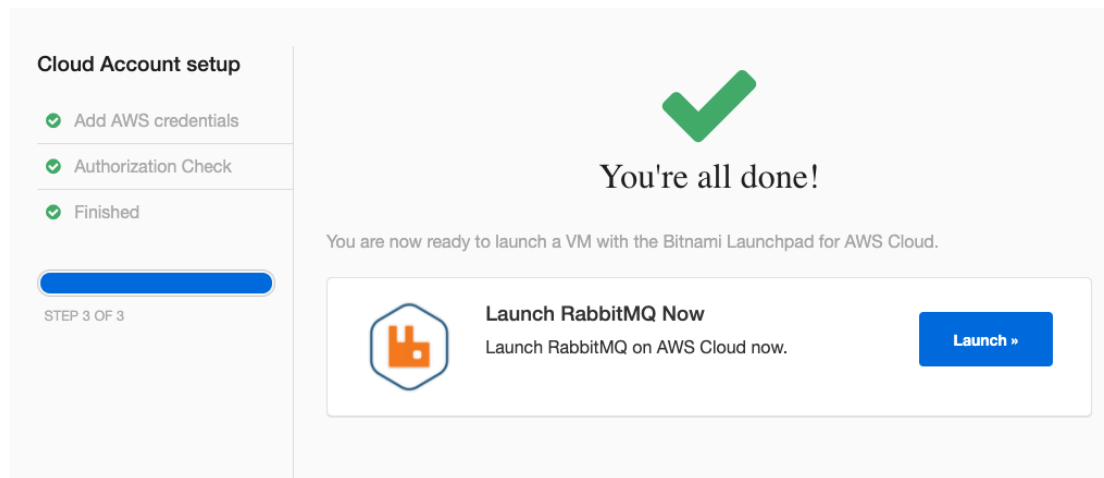 Cloud Account setup
Add AWS credentials
Authorization Check
Finished
STEP 3 OF 3
You're all done!
You are now ready to launch a VM with the Bitnami Launchpad for AWS Cloud.
Launch RabbitMQ Now
Launch RabbitMQ on AWS Cloud now.
Launch »